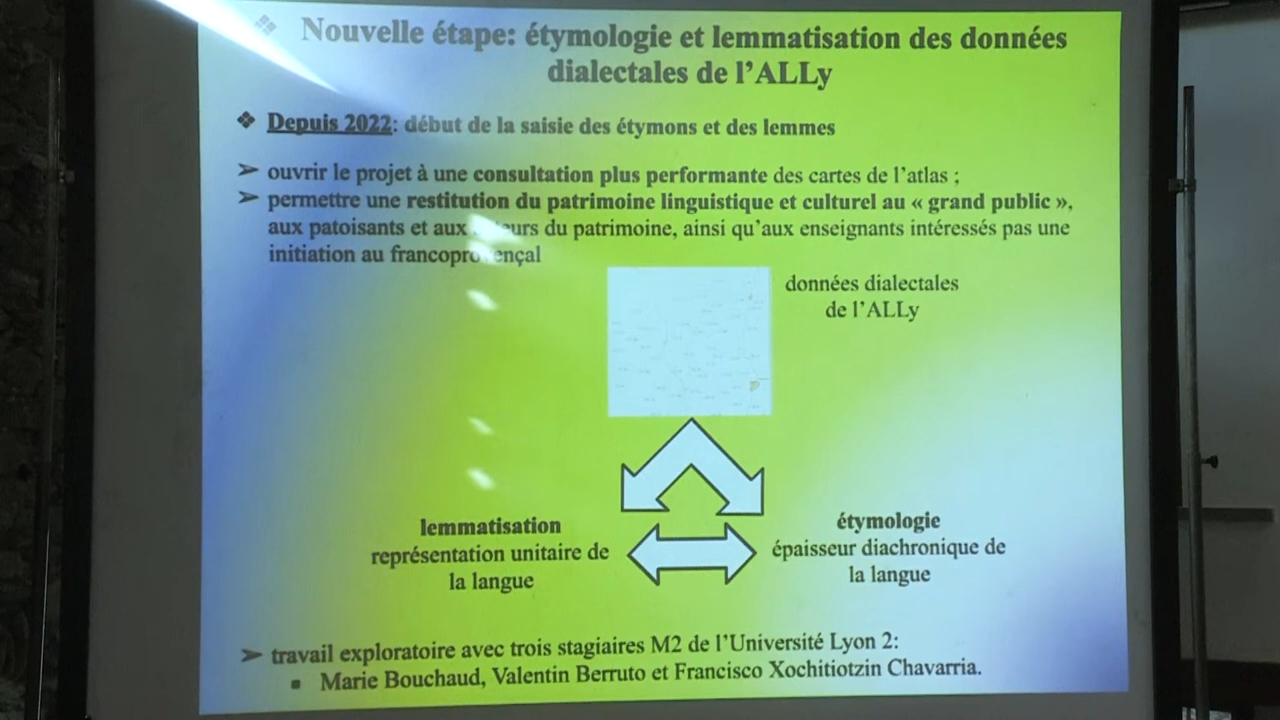 ❖ Nouvelle étape: étymologie et lemmatisation des données
dialectales de l’ALLy
❖ Depuis 2022: début de la saisie des étymons et des lemmes
➢ ouvrir le projet à une consultation plus performante des cartes de l’atlas ;
➢ permettre une restitution du patrimoine linguistique et culturel au « grand public »,
aux patoisants et aux du patrimoine, ainsi qu’aux enseignants intéressés pas une
initiation au francoprovençal
données dialectales
de l’ALLy
lemmatisation
représentation unitaire de
la langue
étymologie
épaisseur diachronique de
la langue
➢ travail exploratoire avec trois stagiaires M2 de l’Université Lyon 2:
▪ Marie Bouchaud, Valentin Berruto et Francisco Xochitiotzin Chavarria.